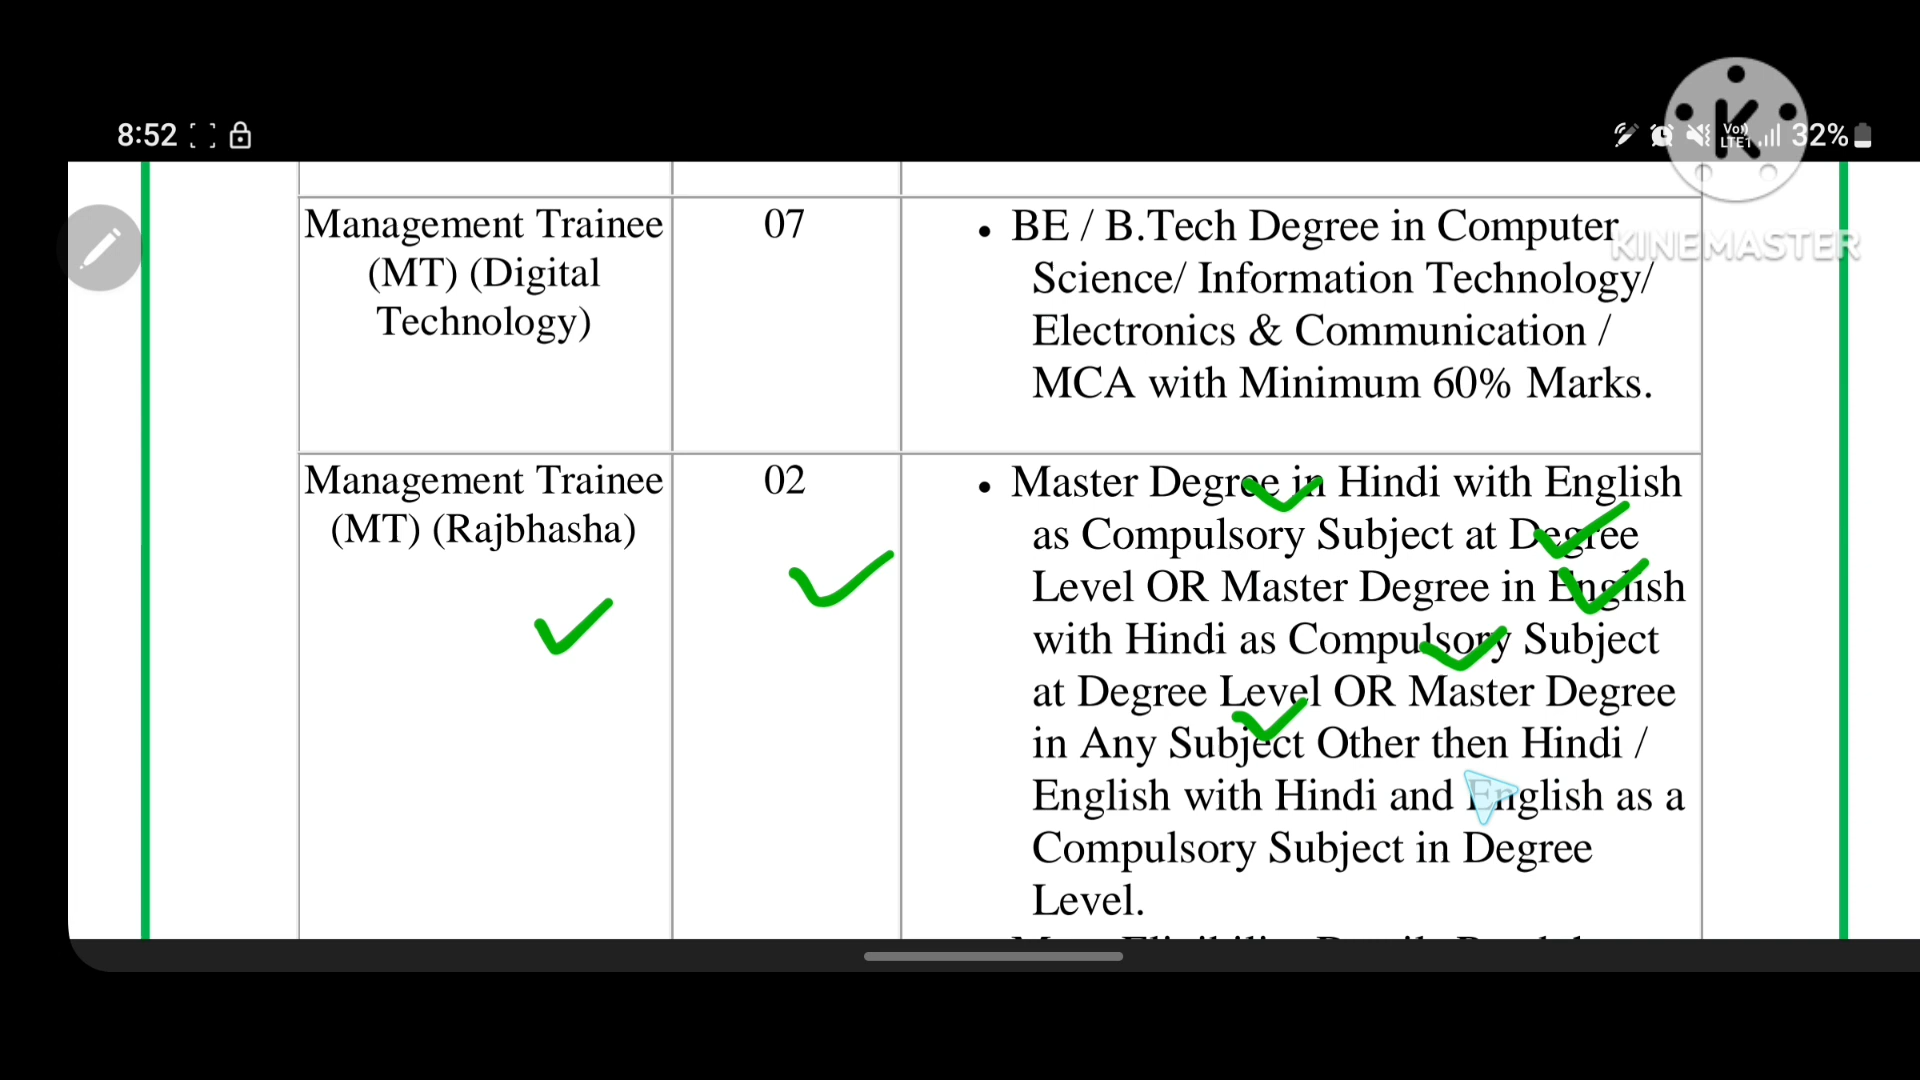 8:52
Vo))
LTE1
32%
K
KINEMASTER
Management Trainee
(MT) (Digital
Technology)
07
• BE / B.Tech Degree in Computer
Science/ Information Technology/
Electronics & Communication /
MCA with Minimum 60% Marks.
Management Trainee
(MT) (Rajbhasha)
02
• Master Degree in Hindi with English
as Compulsory Subject at Degree
Level OR Master Degree in English
with Hindi as Compulsory Subject
at Degree Level OR Master Degree
in Any Subject Other then Hindi /
English with Hindi and English as a
Compulsory Subject in Degree
Level.